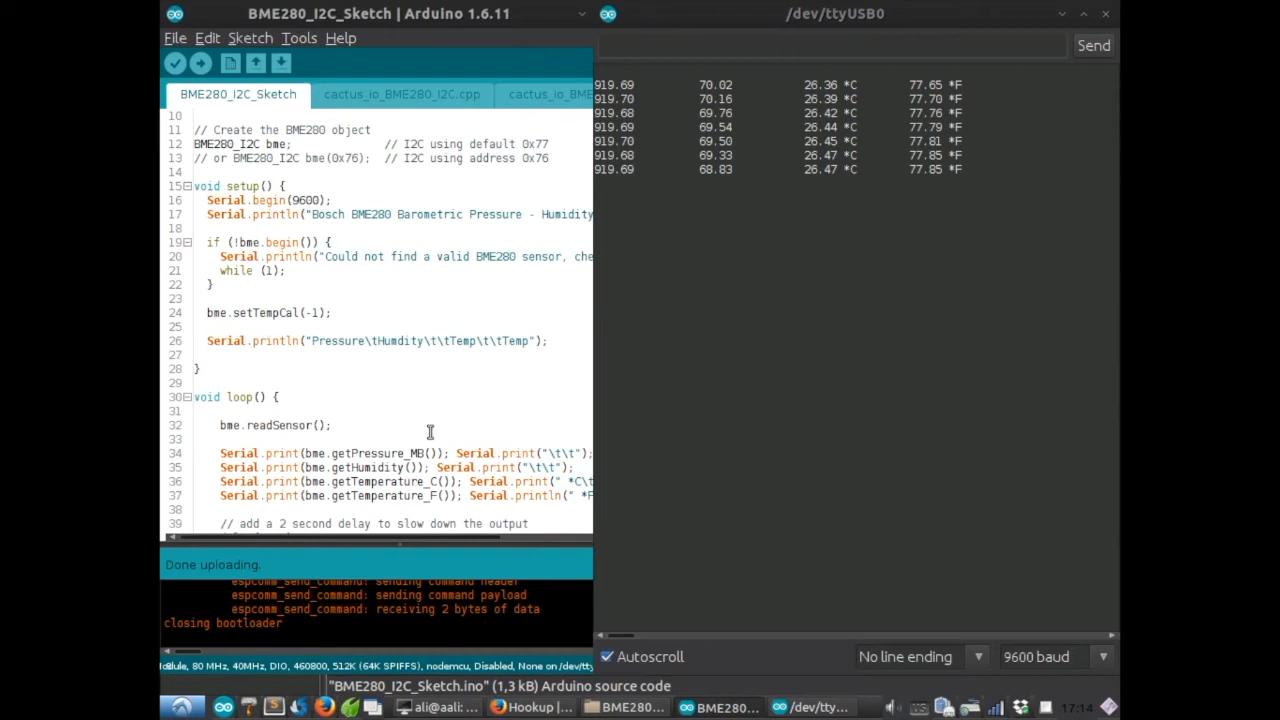 BME280_I2C_Sketch | Arduino 1.6.11
File Edit Sketch Tools Help
BME280_I2C_Sketch cactus_io_BME280_I2C.cpp cactus_io_BME
10
11 // Create the BME280 object
12 BME280_I2C bme; // I2C using default 0x77
13 // or BME280_I2C bme(0x76); // I2C using address 0x76
14
15 void setup() {
16 Serial.begin(9600);
17 Serial.println("Bosch BME280 Barometric Pressure - Humidity
18
19 if (!bme.begin()) {
20 Serial.println("Could not find a valid BME280 sensor, che
21 while (1);
22 }
23
24 bme.setTempCal(-1);
25
26 Serial.println("Pressure\tHumdity\t\tTemp\t\tTemp");
27
28 }
29
30 void loop() {
31
32 bme.readSensor();
33
34 Serial.print(bme.getPressure_MB()); Serial.print("\t\t");
35 Serial.print(bme.getHumidity()); Serial.print("\t\t");
36 Serial.print(bme.getTemperature_C()); Serial.print(" *C\t
37 Serial.print(bme.getTemperature_F()); Serial.println(" *F
38
39 // add a 2 second delay to slow down the output
Done uploading.
espcomm_send_command: sending command header
espcomm_send_command: sending command payload
espcomm_send_command: receiving 2 bytes of data
closing bootloader
80 MHz, 40MHz, DIO, 460800, 512K (64K SPIFFS), nodemcu, Disabled, None on /dev/tty
/dev/ttyUSB0
Send
919.69 70.02 26.36 *C 77.65 *F
919.70 70.16 26.39 *C 77.70 *F
919.68 69.76 26.42 *C 77.76 *F
919.69 69.54 26.44 *C 77.79 *F
919.70 69.50 26.45 *C 77.81 *F
919.68 69.33 26.47 *C 77.85 *F
919.69 68.83 26.47 *C 77.85 *F
Autoscroll No line ending 9600 baud
"BME280_I2C_Sketch.ino" (1,3 kB) Arduino source code
ali@aali: ... Hookup |... BME280... BME280... /dev/tty... 17:14